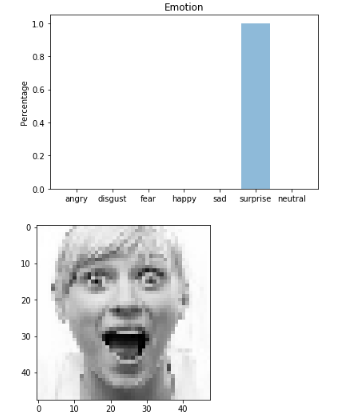 Emotion
Percentage
1.0
0.8
0.6
0.4
0.2
0.0
angry disgust fear happy sad surprise neutral
0
10
20
30
40
0 10 20 30 40